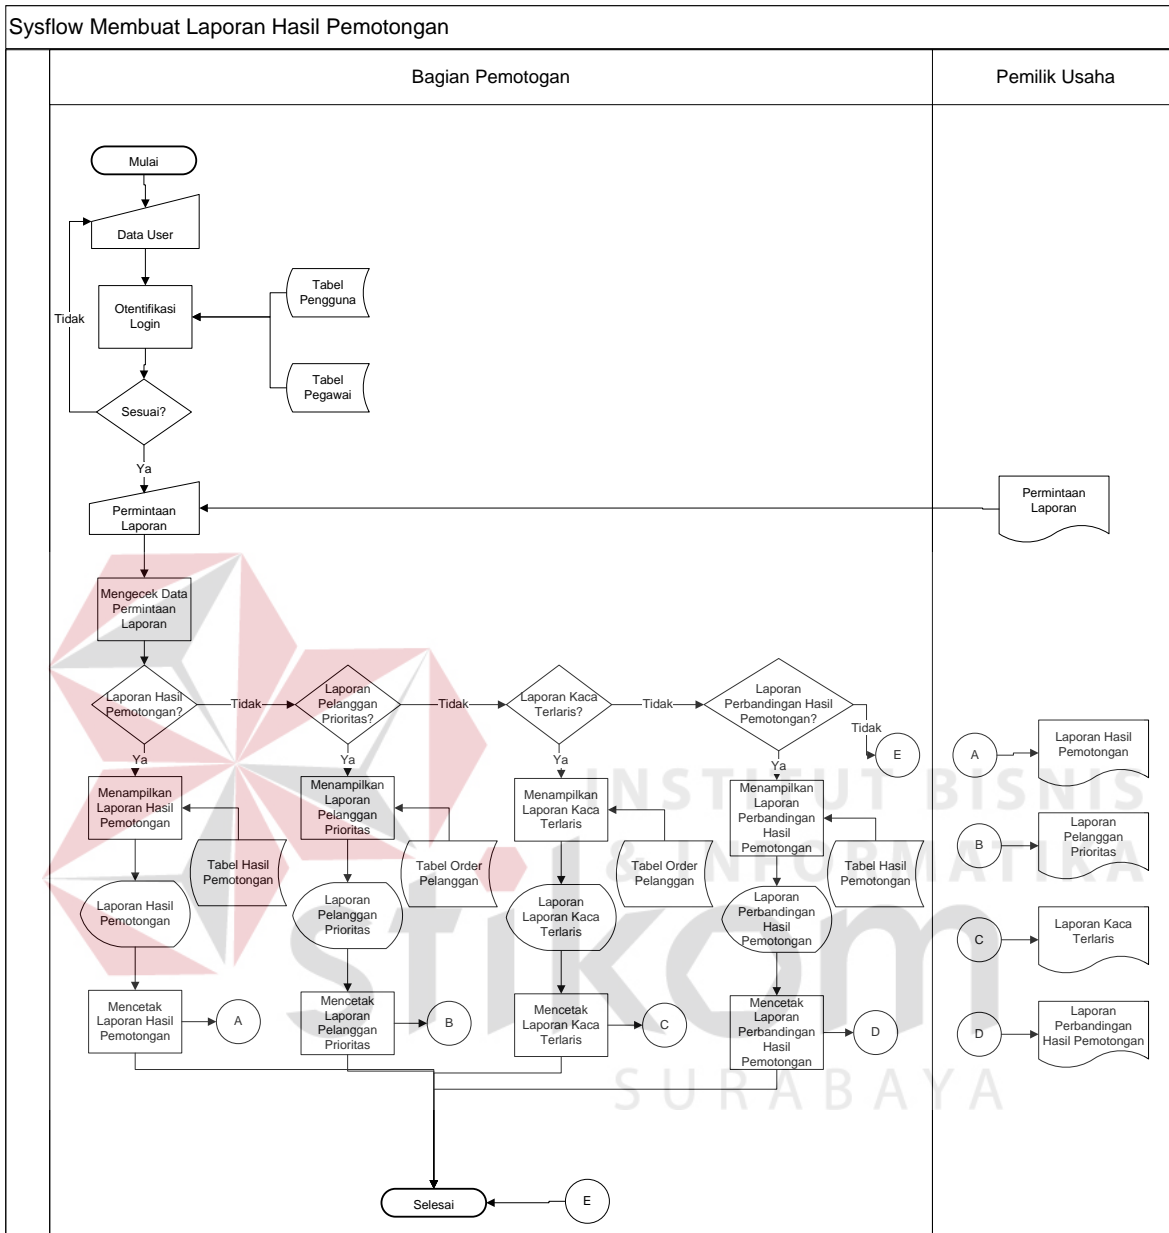 Sysflow Membuat Laporan Hasil Pemotongan
Bagian Pemotogan
Pemilik Usaha
Mulai
Data User
Tabel
Pengguna
Otentifikasi
Login
Tidak
Tabel
Pegawai
Sesuai?
Ya
Permintaan
Laporan
Permintaan
Laporan
Mengecek Data
Permintaan
Laporan
Laporan Hasil
Pemotongan?
Tidak
Laporan
Pelanggan
Prioritas?
Tidak
Laporan Kaca
Terlaris?
Tidak
Laporan
Perbandingan Hasil
Pemotongan?
Tidak
E
Ya
Ya
Ya
Ya
A
Laporan Hasil
Pemotongan
Menampilkan
Laporan Hasil
Pemotongan
Menampilkan
Laporan
Pelanggan
Prioritas
Menampilkan
Laporan Kaca
Terlaris
Menampilkan
Laporan
Perbandingan
Hasil
Pemotongan
INSTITUT BISNIS
& INFORMATIKA
B
Laporan
Pelanggan
Prioritas
Tabel Hasil
Pemotongan
Tabel Order
Pelanggan
Tabel Order
Pelanggan
Tabel Hasil
Pemotongan
Laporan Hasil
Pemotongan
Laporan
Pelanggan
Prioritas
Laporan
Laporan Kaca
Terlaris
Laporan
Perbandingan
Hasil
Pemotongan
stikom
C
Laporan Kaca
Terlaris
Mencetak
Laporan Hasil
Pemotongan
A
Mencetak
Laporan
Pelanggan
Prioritas
B
Mencetak
Laporan Kaca
Terlaris
C
Mencetak
Laporan
Perbandingan
Hasil
Pemotongan
D
D
Laporan
Perbandingan
Hasil Pemotongan
SURABAYA
Selesai
E